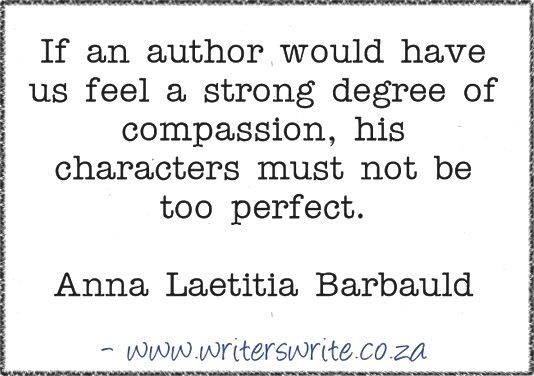 If an author would have
us feel a strong degree of
compassion, his
characters must not be
too perfect.
Anna Laetitia Barbauld
- www.writerswrite.co.za